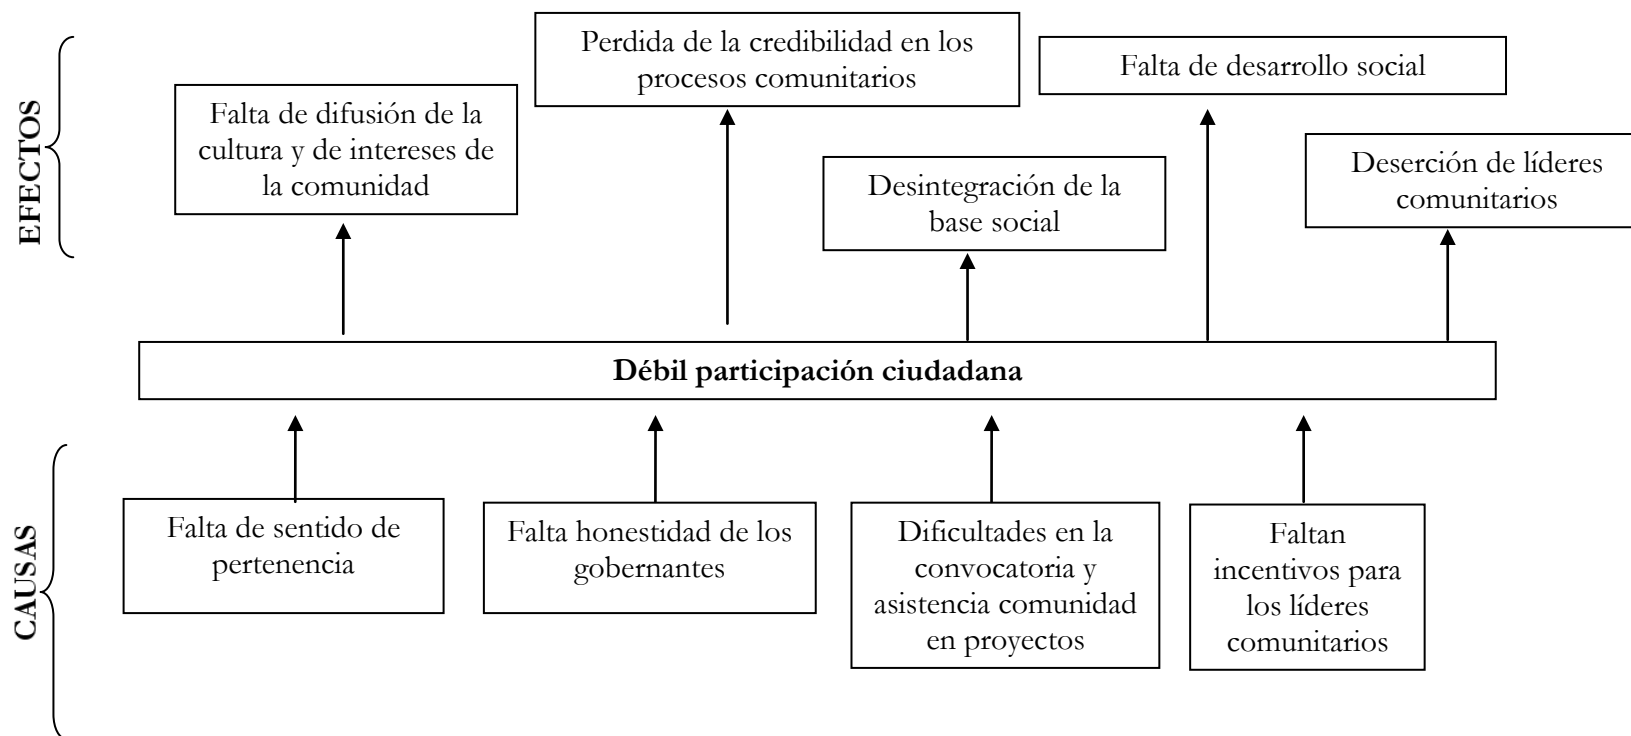 EFECTOS
Falta de difusión de la
cultura y de intereses de
la comunidad
Perdida de la credibilidad en los
procesos comunitarios
Desintegración de la
base social
Falta de desarrollo social
Deserción de líderes
comunitarios
Débil participación ciudadana
CAUSAS
Falta de sentido de
pertenencia
Falta honestidad de los
gobernantes
Dificultades en la
convocatoria y
asistencia comunidad
en proyectos
Faltan
incentivos para
los líderes
comunitarios